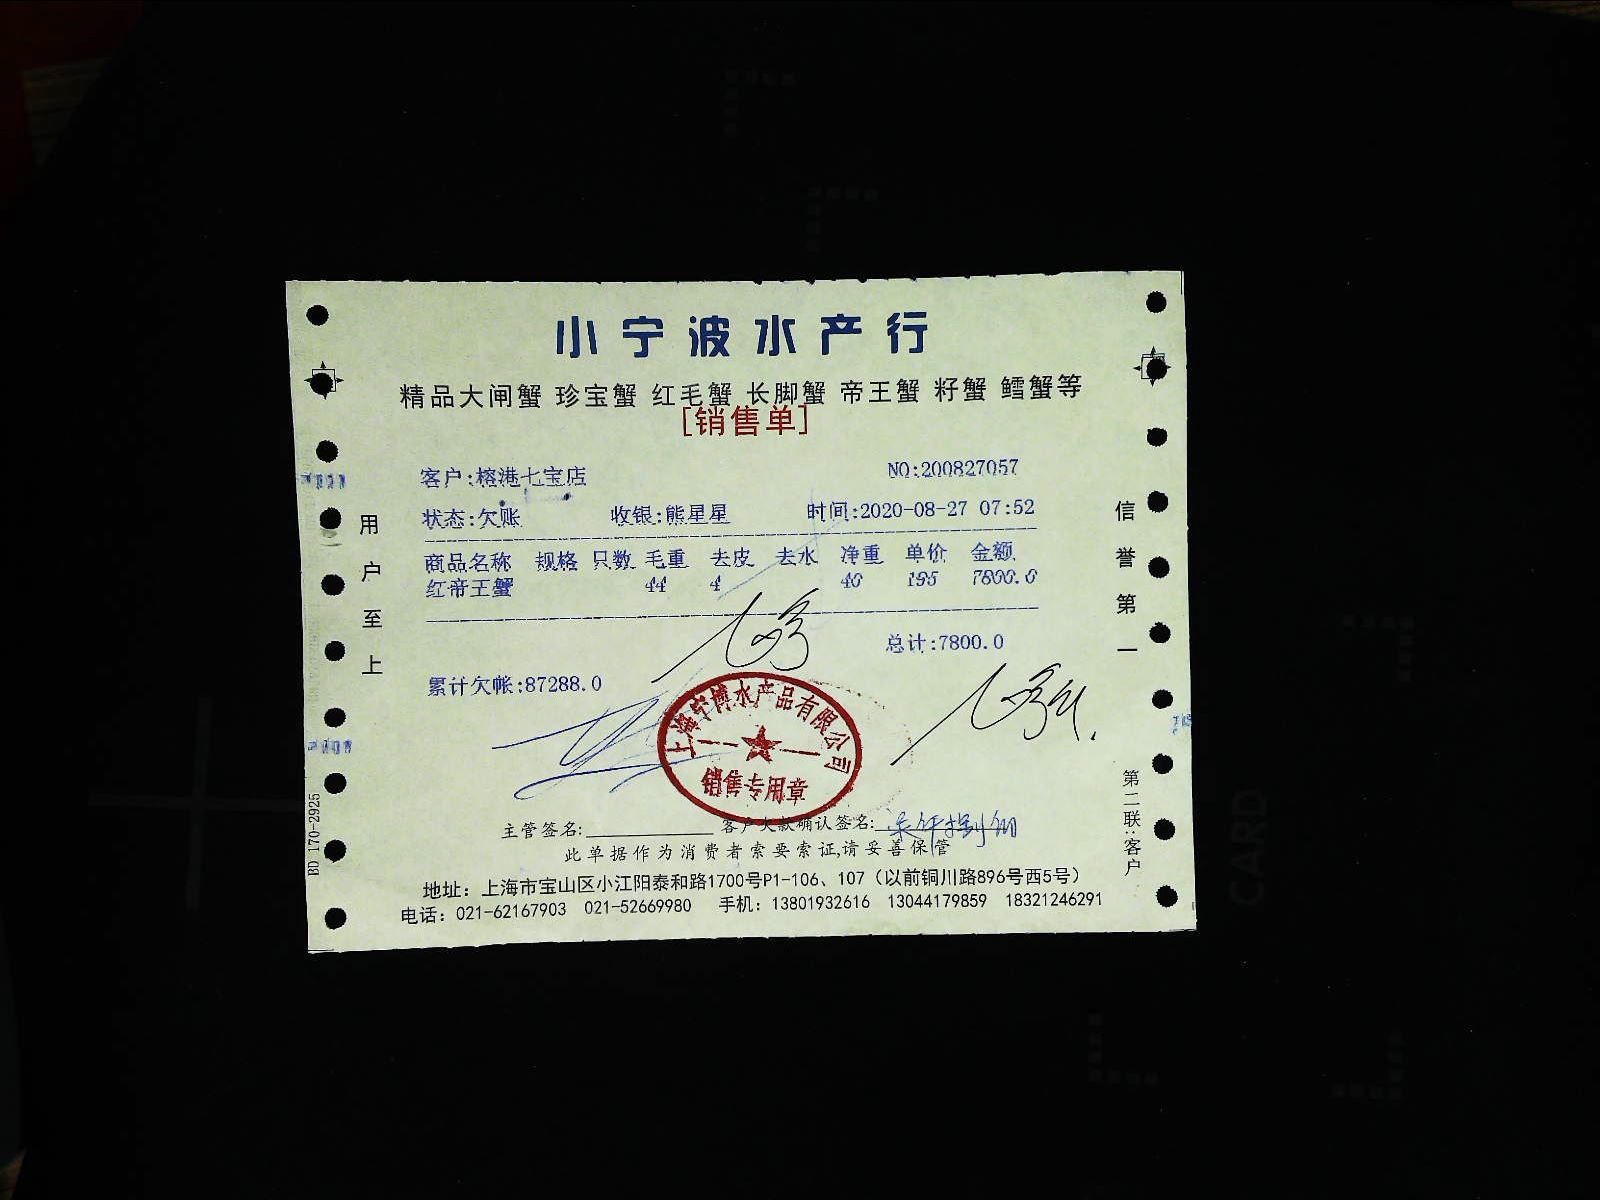 小宁波水产行
精品大闸蟹 珍宝蟹 红毛蟹 长脚蟹 帝王蟹 籽蟹 鳕蟹等
[销售单]
客户:榕港七宝店 NO:200827057
状态:欠账 收银:熊星星 时间:2020-08-27 07:52
商品名称 规格 只数 毛重 去皮 去水 净重 单价 金额
红帝王蟹 44 4 40 195 7800.0
总计:7800.0
累计欠帐:87288.0
上海宁博水产品有限公司
销售专用章
主管签名: 客户欠款确认签名:
此单据作为消费者索要索证,请妥善保管
地址：上海市宝山区小江阳泰和路1700号P1-106、107（以前铜川路896号西5号）
电话：021-62167903 021-52669980 手机：13801932616 13044179859 18321246291
用户至上
信誉第一
第二联:客户
BD 170-2925
CARD